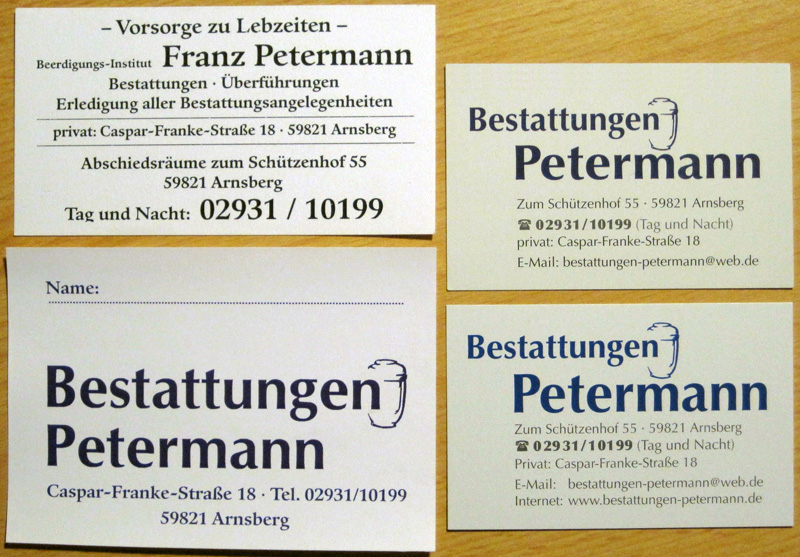 – Vorsorge zu Lebzeiten –
Beerdigungs-Institut Franz Petermann
Bestattungen · Überführungen
Erledigung aller Bestattungsangelegenheiten
privat: Caspar-Franke-Straße 18 · 59821 Arnsberg
Abschiedsräume zum Schützenhof 55
59821 Arnsberg
Tag und Nacht: 02931 / 10199
Bestattungen
Petermann
Zum Schützenhof 55 · 59821 Arnsberg
☎ 02931/10199 (Tag und Nacht)
privat: Caspar-Franke-Straße 18
E-Mail: bestattungen-petermann@web.de
Name:
Bestattungen
Petermann
Caspar-Franke-Straße 18 · Tel. 02931/10199
59821 Arnsberg
Bestattungen
Petermann
Zum Schützenhof 55 · 59821 Arnsberg
☎ 02931/10199 (Tag und Nacht)
Privat: Caspar-Franke-Straße 18
E-Mail: bestattungen-petermann@web.de
Internet: www.bestattungen-petermann.de